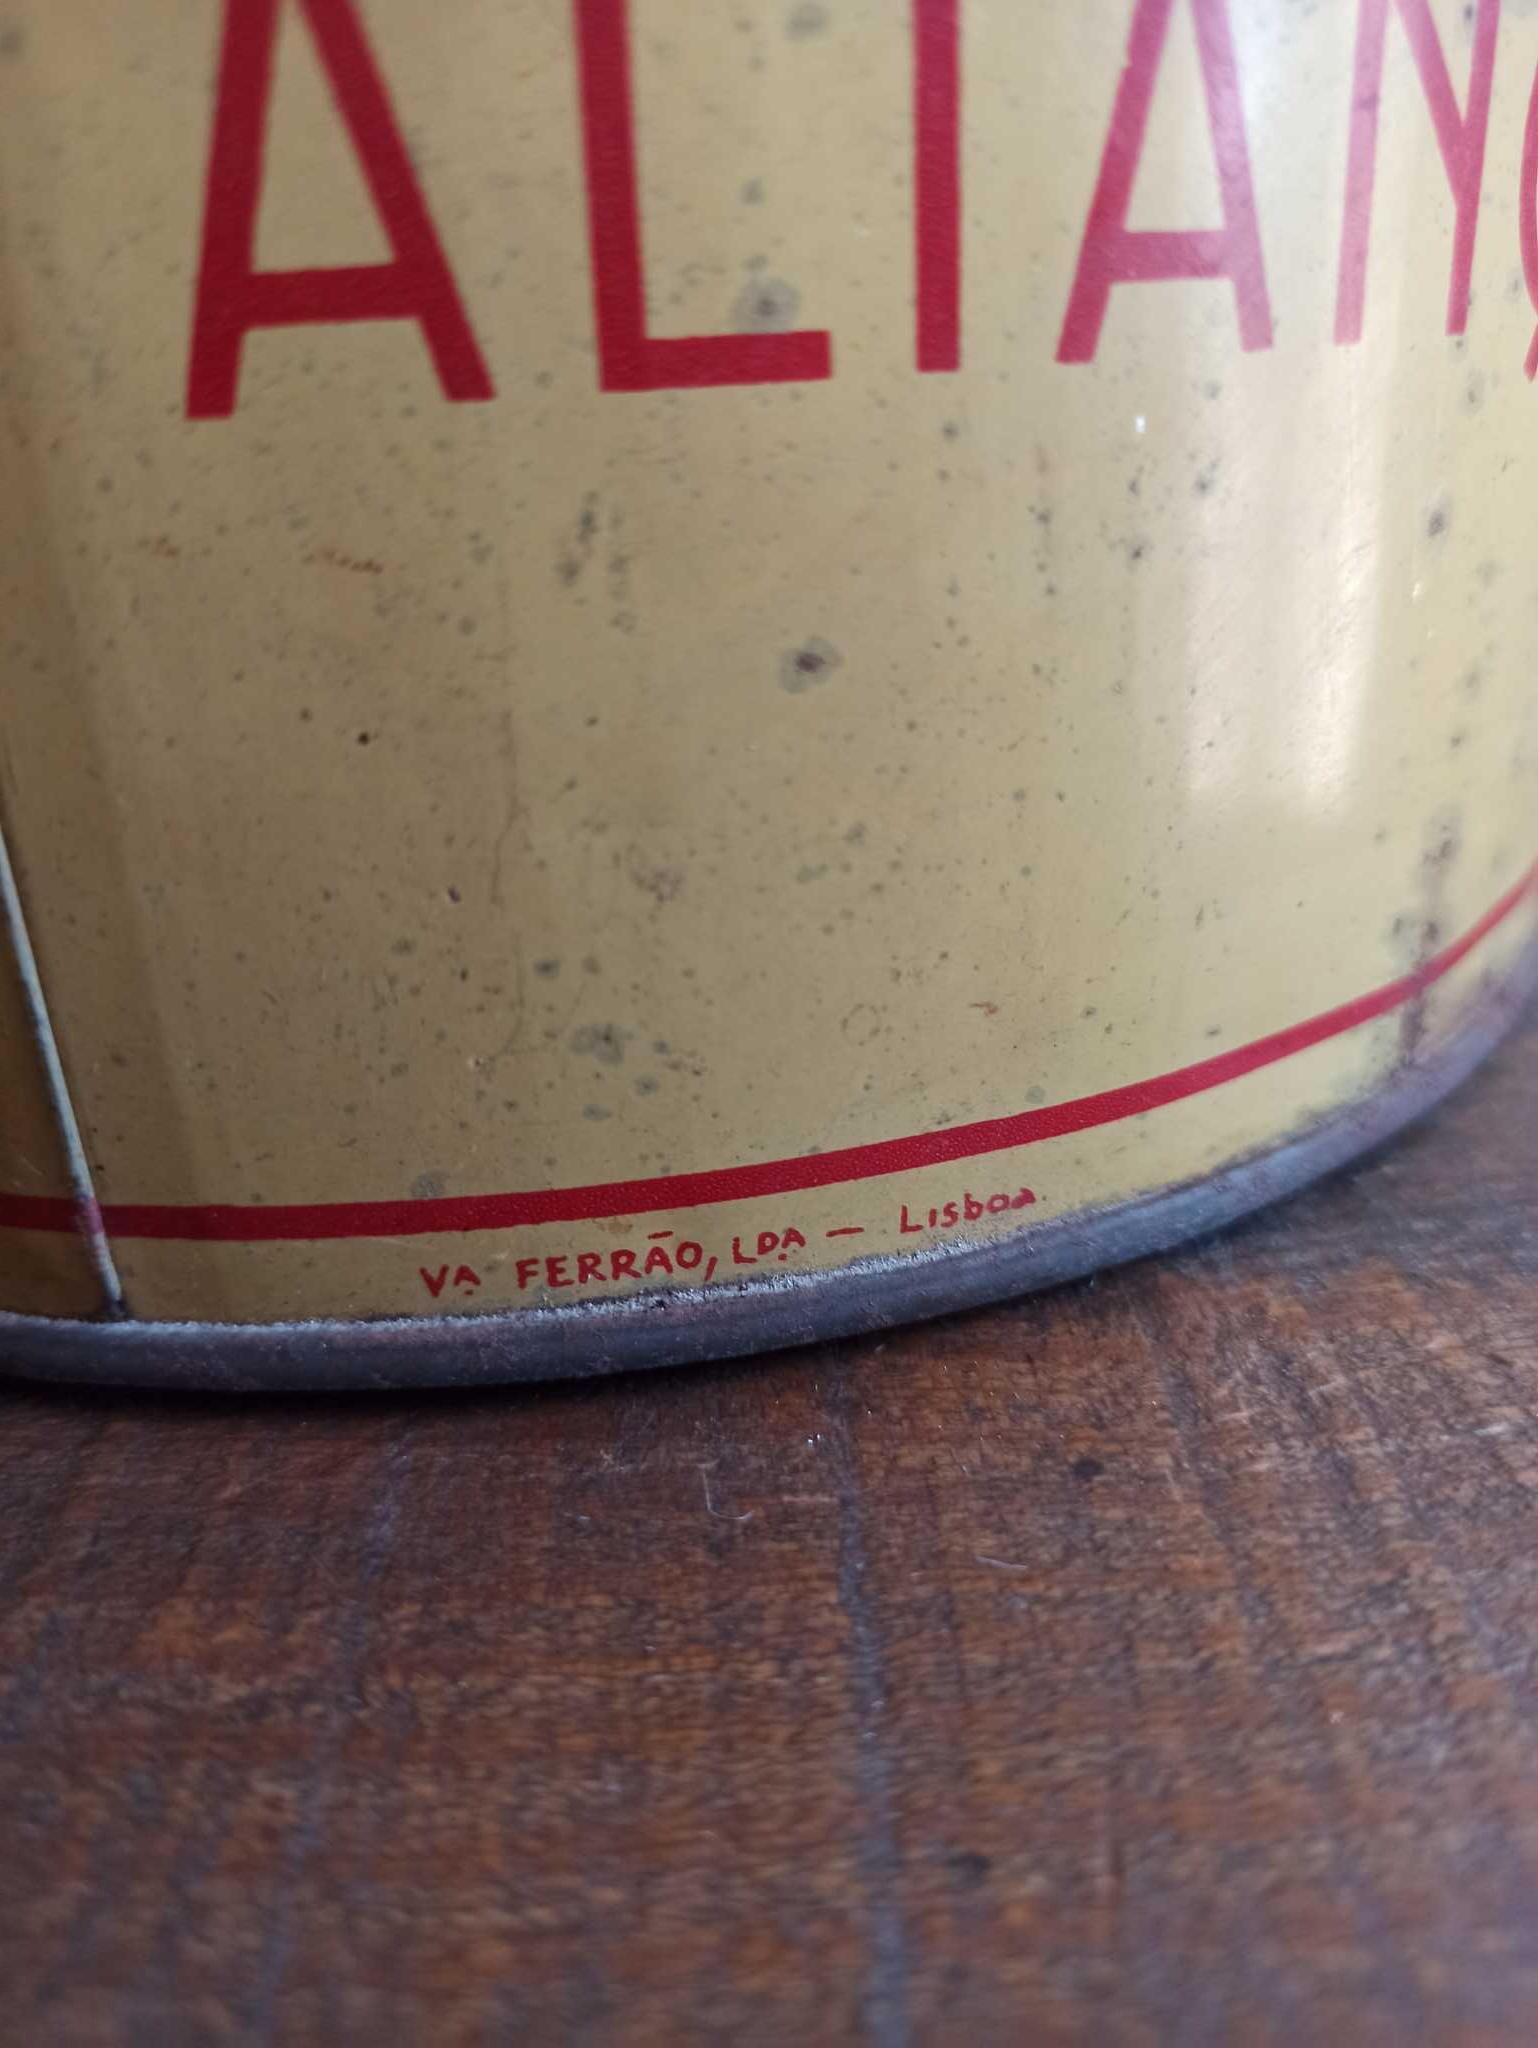 ALIANÇ
Vª FERRÃO, LDª — Lisboa